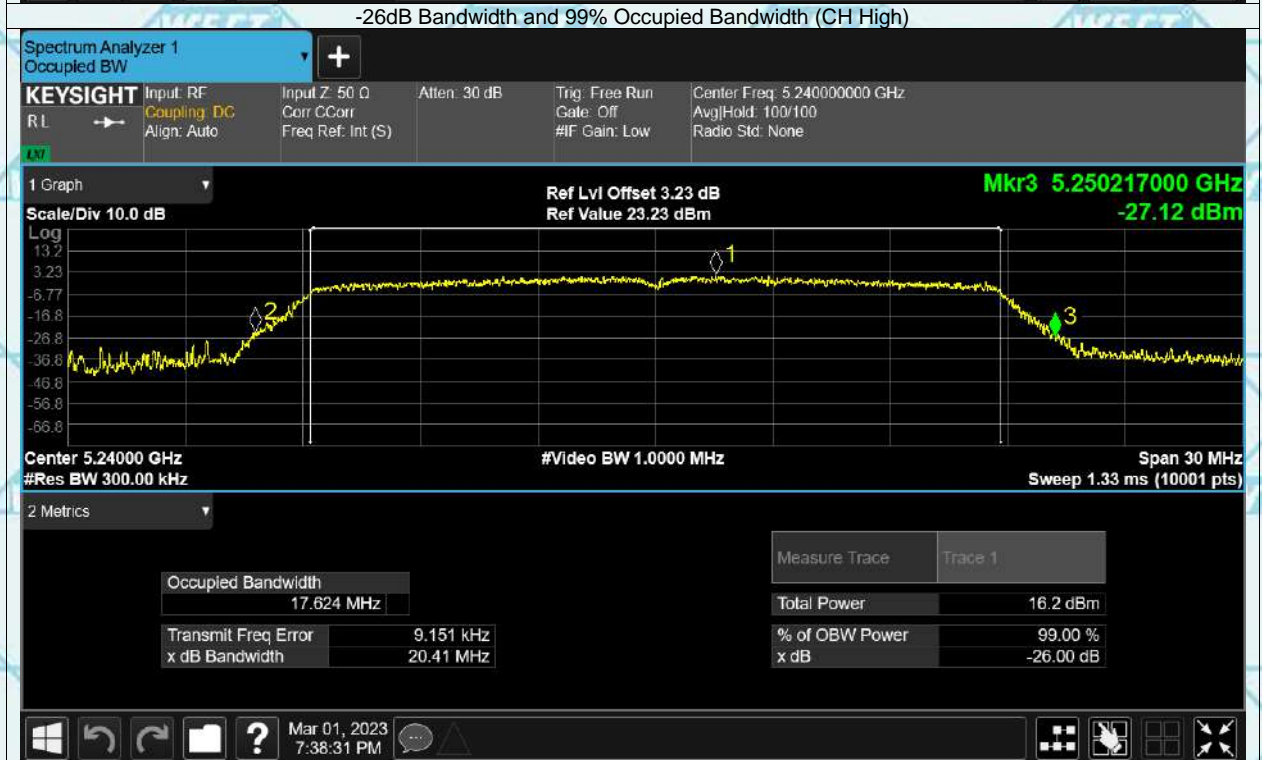 -26dB Bandwidth and 99% Occupied Bandwidth (CH High)
Spectrum Analyzer 1
Occupied BW
KEYSIGHT
RL
LXI
Input: RF
Coupling: DC
Align: Auto
Input Z: 50 Ω
Corr CCorr
Freq Ref: Int (S)
Atten: 30 dB
Trig: Free Run
Gate: Off
#IF Gain: Low
Center Freq: 5.240000000 GHz
Avg|Hold: 100/100
Radio Std: None
1 Graph
Scale/Div 10.0 dB
Ref Lvl Offset 3.23 dB
Ref Value 23.23 dBm
Mkr3 5.250217000 GHz
-27.12 dBm
Log
13.2
3.23
-6.77
-16.8
-26.8
-36.8
-46.8
-56.8
-66.8
1
2
3
Center 5.24000 GHz
#Video BW 1.0000 MHz
Span 30 MHz
#Res BW 300.00 kHz
Sweep 1.33 ms (10001 pts)
2 Metrics
Measure Trace Trace 1
Occupied Bandwidth
17.624 MHz
Total Power 16.2 dBm
Transmit Freq Error 9.151 kHz
% of OBW Power 99.00 %
x dB Bandwidth 20.41 MHz
x dB -26.00 dB
Mar 01, 2023
7:38:31 PM